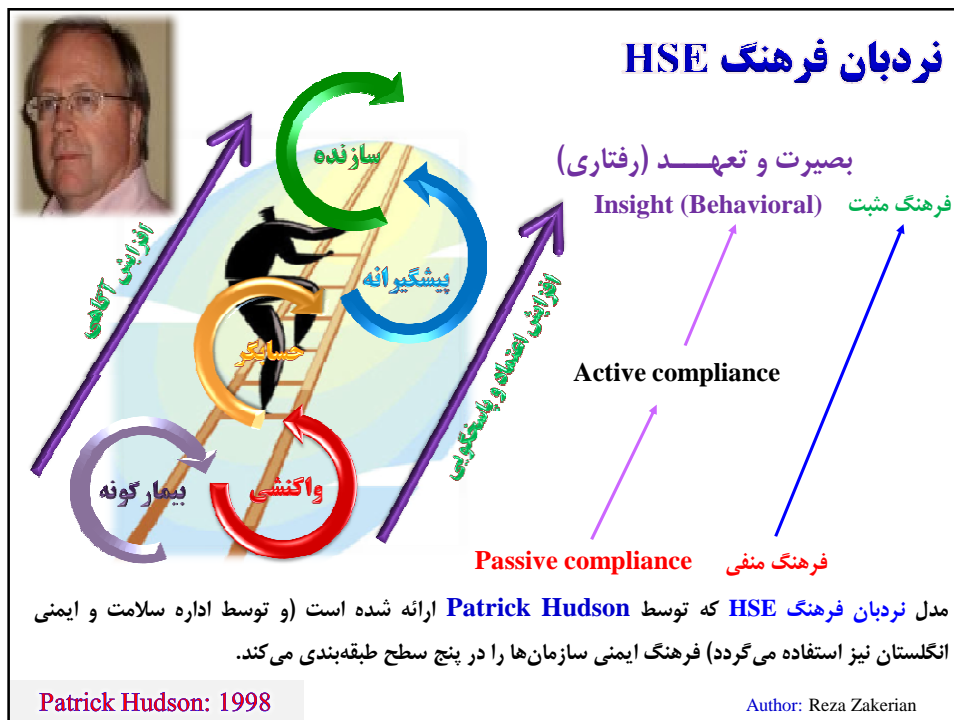 نردبان فرهنگ HSE
بصیرت و تعهـــــد (رفتاری)
Insight (Behavioral) فرهنگ مثبت
سازنده
پیشگیرانه
حسابگر
واکنشی
بیمارگونه
افزایش آگاهی
افزایش اعتماد و پاسخگویی
Active compliance
Passive compliance فرهنگ منفی
مدل نردبان فرهنگ HSE که توسط Patrick Hudson ارائه شده است (و توسط اداره سلامت و ایمنی
انگلستان نیز استفاده می‌گردد) فرهنگ ایمنی سازمان‌ها را در پنج سطح طبقه‌بندی می‌کند.
Patrick Hudson: 1998
Author: Reza Zakerian